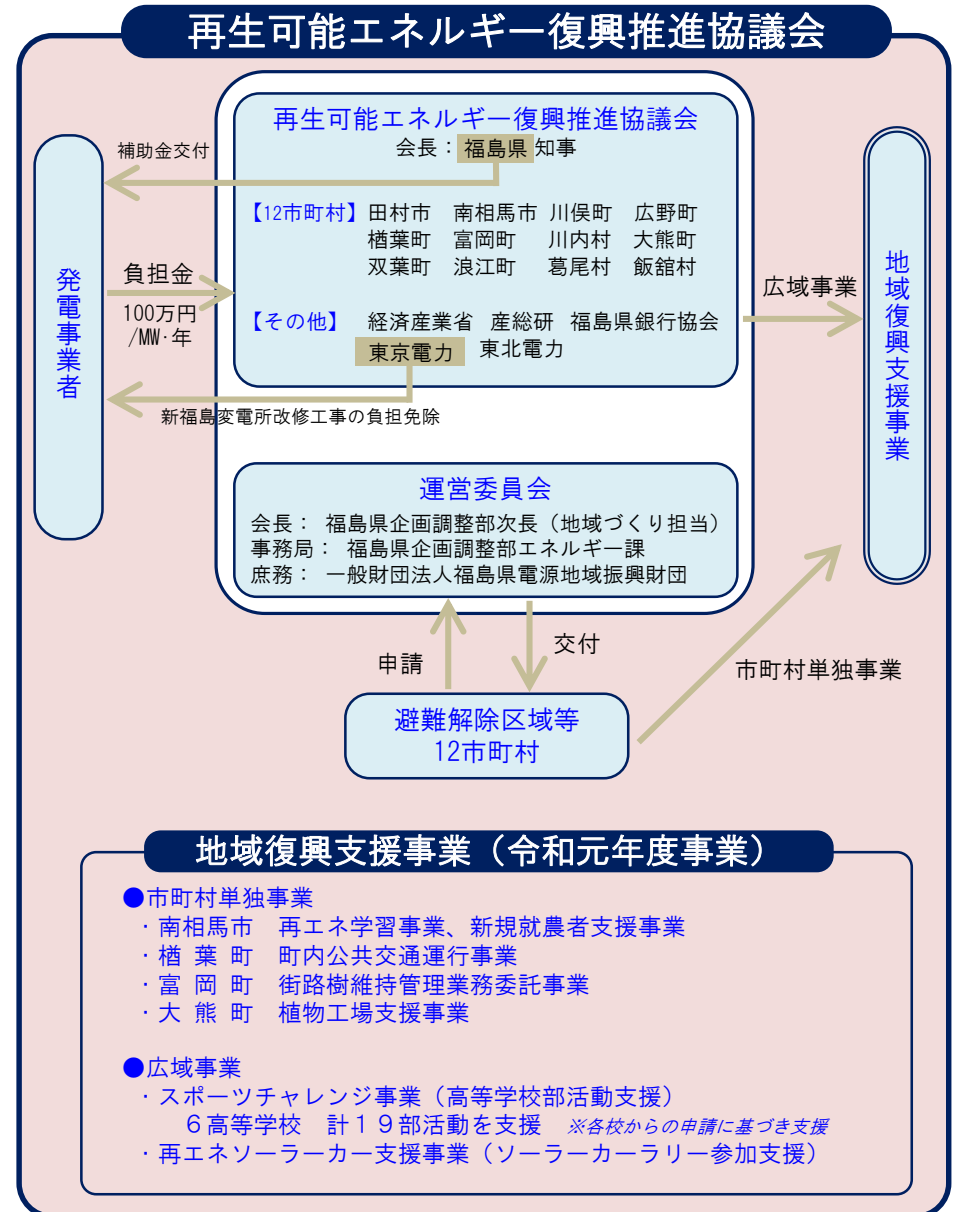 再生可能エネルギー復興推進協議会
再生可能エネルギー復興推進協議会
会長：福島県 知事
補助金交付
【12市町村】田村市 南相馬市 川俣町 広野町
楢葉町 富岡町 川内村 大熊町
双葉町 浪江町 葛尾村 飯舘村
発電事業者
負担金
100万円
/MW・年
【その他】 経済産業省 産総研 福島県銀行協会
東京電力 東北電力
新福島変電所改修工事の負担免除
広域事業
地域復興支援事業
運営委員会
会長： 福島県企画調整部次長（地域づくり担当）
事務局： 福島県企画調整部エネルギー課
庶務： 一般財団法人福島県電源地域振興財団
申請
交付
市町村単独事業
避難解除区域等
12市町村
地域復興支援事業（令和元年度事業）
●市町村単独事業
・南相馬市 再エネ学習事業、新規就農者支援事業
・楢 葉 町 町内公共交通運行事業
・富 岡 町 街路樹維持管理業務委託事業
・大 熊 町 植物工場支援事業
●広域事業
・スポーツチャレンジ事業（高等学校部活動支援）
６高等学校 計１９部活動を支援 ※各校からの申請に基づき支援
・再エネソーラーカー支援事業（ソーラーカーラリー参加支援）